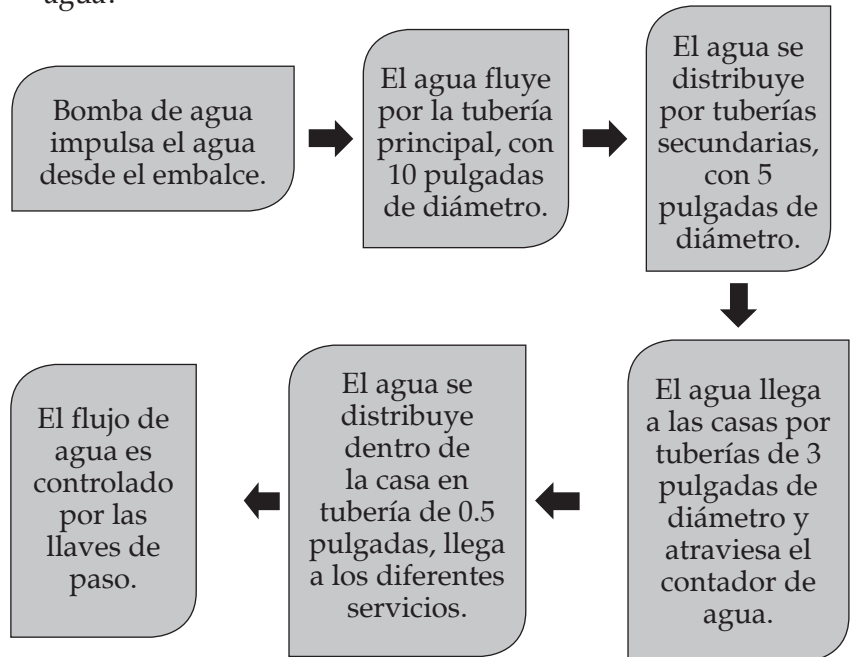 agua?
Bomba de agua
impulsa el agua
desde el embalce.
El agua fluye
por la tubería
principal, con
10 pulgadas
de diámetro.
El agua se
distribuye
por tuberías
secundarias,
con 5
pulgadas de
diámetro.
El agua llega
a las casas por
tuberías de 3
pulgadas de
diámetro y
atraviesa el
contador de
agua.
El agua se
distribuye
dentro de
la casa en
tubería de 0.5
pulgadas, llega
a los diferentes
servicios.
El flujo de
agua es
controlado
por las
llaves de
paso.